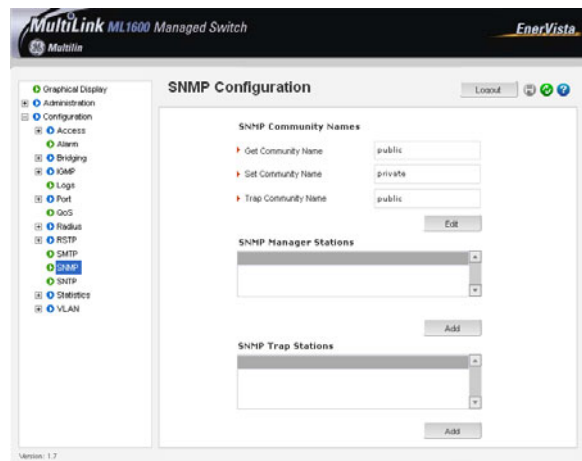 MultiLink ML1600 Managed Switch
EnerVista
Multilin
Graphical Display
Administration
Configuration
Access
Alarm
Bridging
IGMP
Logs
Port
QoS
Radius
RSTP
SMTP
SNMP
SNTP
Statistics
VLAN
SNMP Configuration
Logout
SNMP Community Names
Get Community Name public
Set Community Name private
Trap Community Name public
Edit
SNMP Manager Stations
Add
SNMP Trap Stations
Add
Version: 1.7